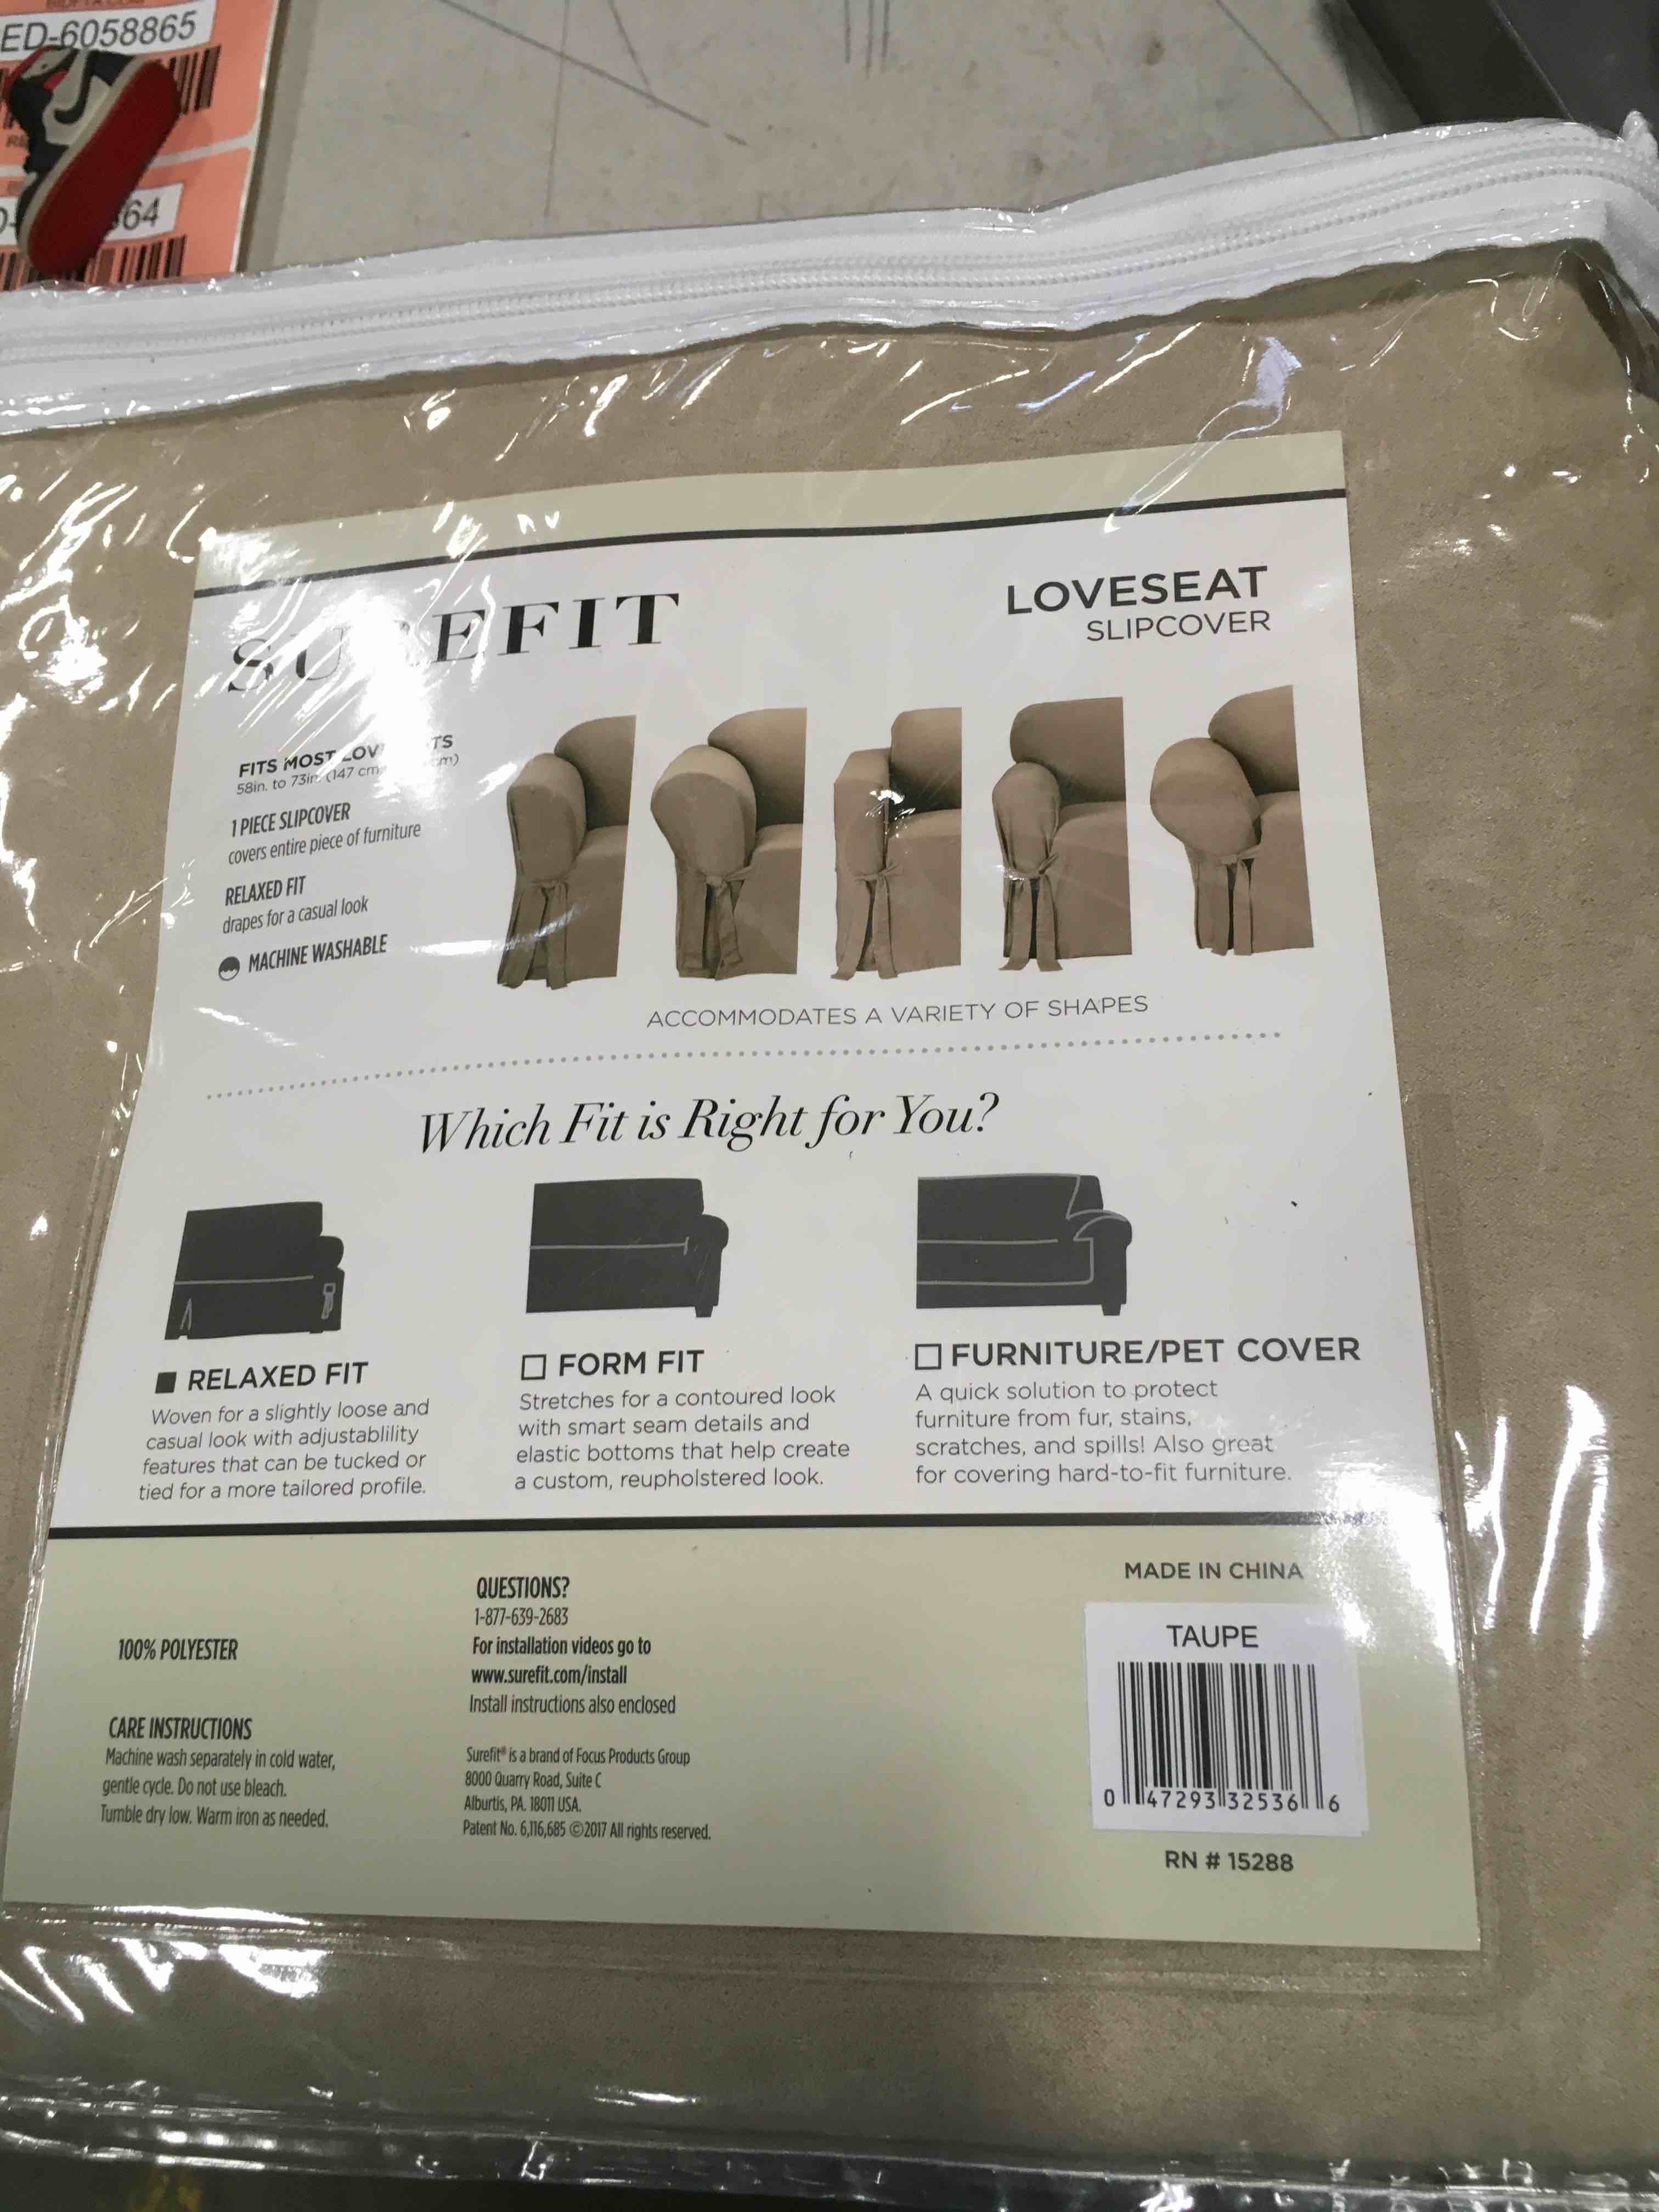 ED-6058865
64
SUREFIT
LOVESEAT
SLIPCOVER
FITS MOST
58in. to 73in. (147 cm cm)
1 PIECE SLIPCOVER
covers entire piece of furniture
RELAXED FIT
drapes for a casual look
MACHINE WASHABLE
ACCOMMODATES A VARIETY OF SHAPES
Which Fit is Right for You?
RELAXED FIT
Woven for a slightly loose and
casual look with adjustablility
features that can be tucked or
tied for a more tailored profile.
FORM FIT
Stretches for a contoured look
with smart seam details and
elastic bottoms that help create
a custom, reupholstered look.
FURNITURE/PET COVER
A quick solution to protect
furniture from fur, stains,
scratches, and spills! Also great
for covering hard-to-fit furniture.
100% POLYESTER
CARE INSTRUCTIONS
Machine wash separately in cold water,
gentle cycle. Do not use bleach.
Tumble dry low. Warm iron as needed.
QUESTIONS?
1-877-639-2683
For installation videos go to
www.surefit.com/install
Install instructions also enclosed
Surefit® is a brand of Focus Products Group
8000 Quarry Road, Suite C
Alburtis, PA. 18011 USA.
Patent No. 6,116,685 ©2017 All rights reserved.
MADE IN CHINA
TAUPE
0 47293 32536 6
RN # 15288